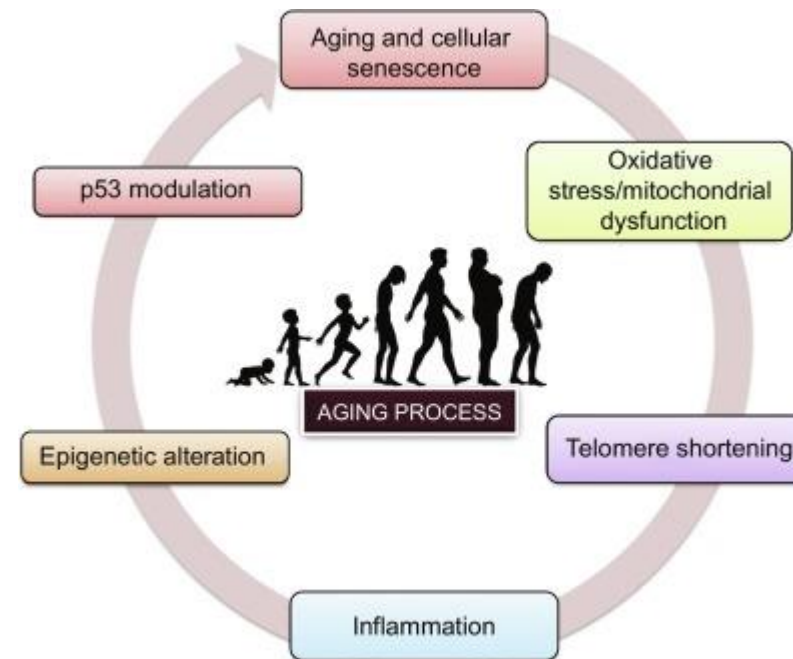 Aging and cellular
senescence
Oxidative
stress/mitochondrial
dysfunction
p53 modulation
AGING PROCESS
Telomere shortening
Epigenetic alteration
Inflammation